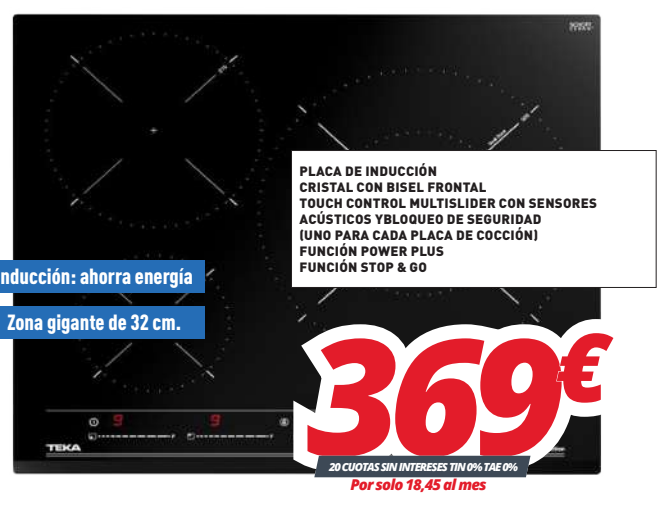 PLACA DE INDUCCIÓN
CRISTAL CON BISEL FRONTAL
TOUCH CONTROL MULTISLIDER CON SENSORES
ACÚSTICOS YBLOQUEO DE SEGURIDAD
(UNO PARA CADA PLACA DE COCCIÓN)
FUNCIÓN POWER PLUS
FUNCIÓN STOP & GO
nducción: ahorra energía
Zona gigante de 32 cm.
369€
9 9
TEKA
20 CUOTAS SIN INTERESES TIN 0% TAE 0%
Por solo 18,45 al mes